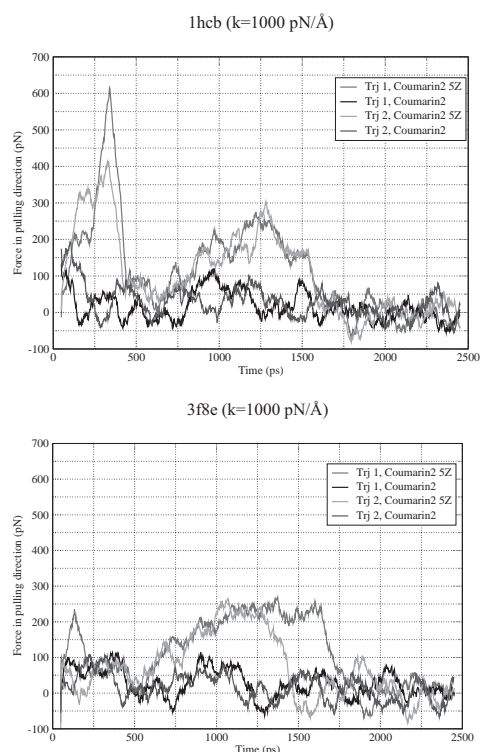 1hcb (k=1000 pN/Å)
700
600
500
400
300
200
100
0
-100
Force in pulling direction (pN)
Trj 1, Coumarin2 5Z
Trj 1, Coumarin2
Trj 2, Coumarin2 5Z
Trj 2, Coumarin2
0 500 1000 1500 2000 2500
Time (ps)
3f8e (k=1000 pN/Å)
700
600
500
400
300
200
100
0
-100
Force in pulling direction (pN)
Trj 1, Coumarin2 5Z
Trj 1, Coumarin2
Trj 2, Coumarin2 5Z
Trj 2, Coumarin2
0 500 1000 1500 2000 2500
Time (ps)